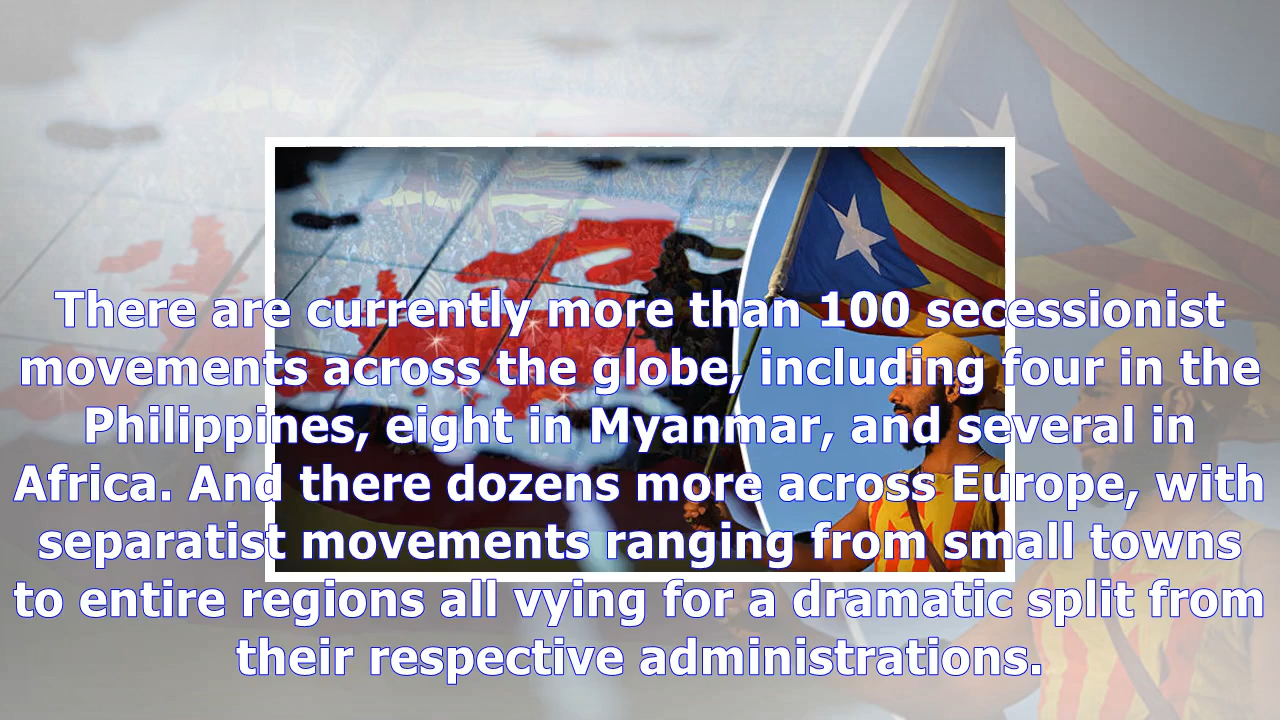 There are currently more than 100 secessionist
movements across the globe, including four in the
Philippines, eight in Myanmar, and several in
Africa. And there dozens more across Europe, with
separatist movements ranging from small towns
to entire regions all vying for a dramatic split from
their respective administrations.